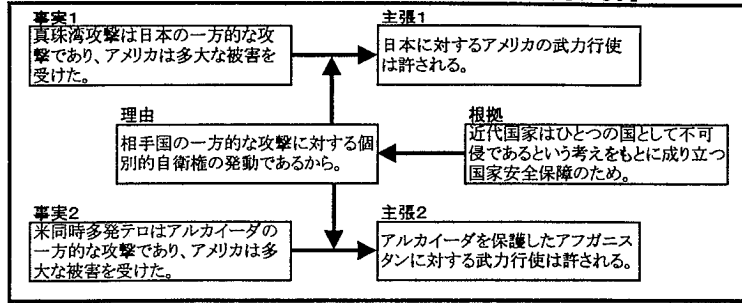 事実1
真珠湾攻撃は日本の一方的な攻
撃であり、アメリカは多大な被害を
受けた。
主張1
日本に対するアメリカの武力行使
は許される。
理由
相手国の一方的な攻撃に対する個
別的自衛権の発動であるから。
根拠
近代国家はひとつの国として不可
侵であるという考えをもとに成り立つ
国家安全保障のため。
事実2
米同時多発テロはアルカイーダの
一方的な攻撃であり、アメリカは多
大な被害を受けた。
主張2
アルカイーダを保護したアフガニス
タンに対する武力行使は許される。